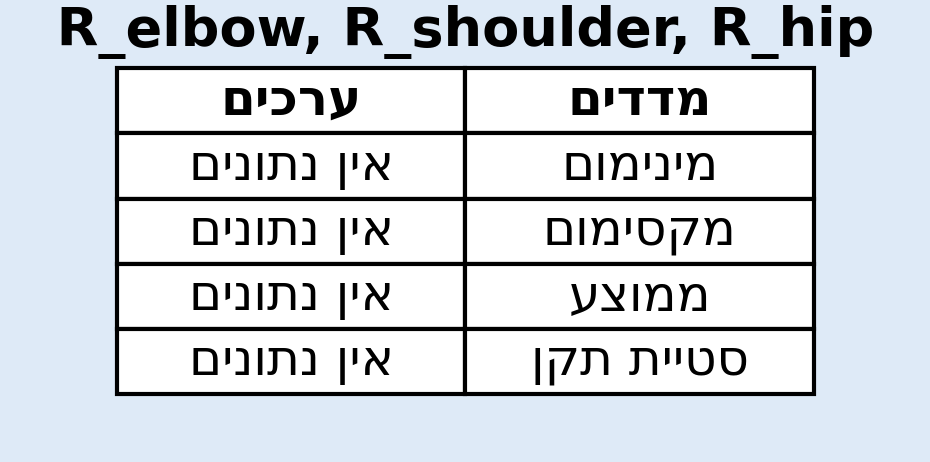 R_elbow, R_shoulder, R_hip
מדדים ערכים
מינימום אין נתונים
מקסימום אין נתונים
ממוצע אין נתונים
סטיית תקן אין נתונים